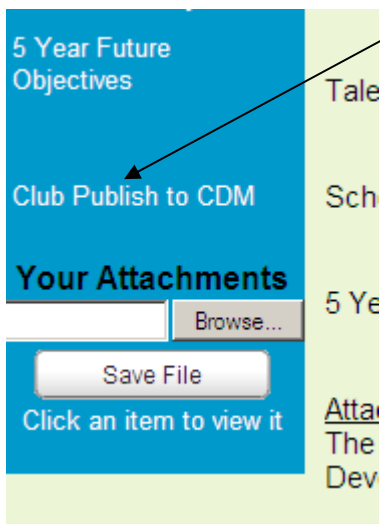 5 Year Future
Objectives
Club Publish to CDM
Your Attachments
Browse...
Save File
Click an item to view it
Tale
Sch
5 Ye
Attac
The
Dev